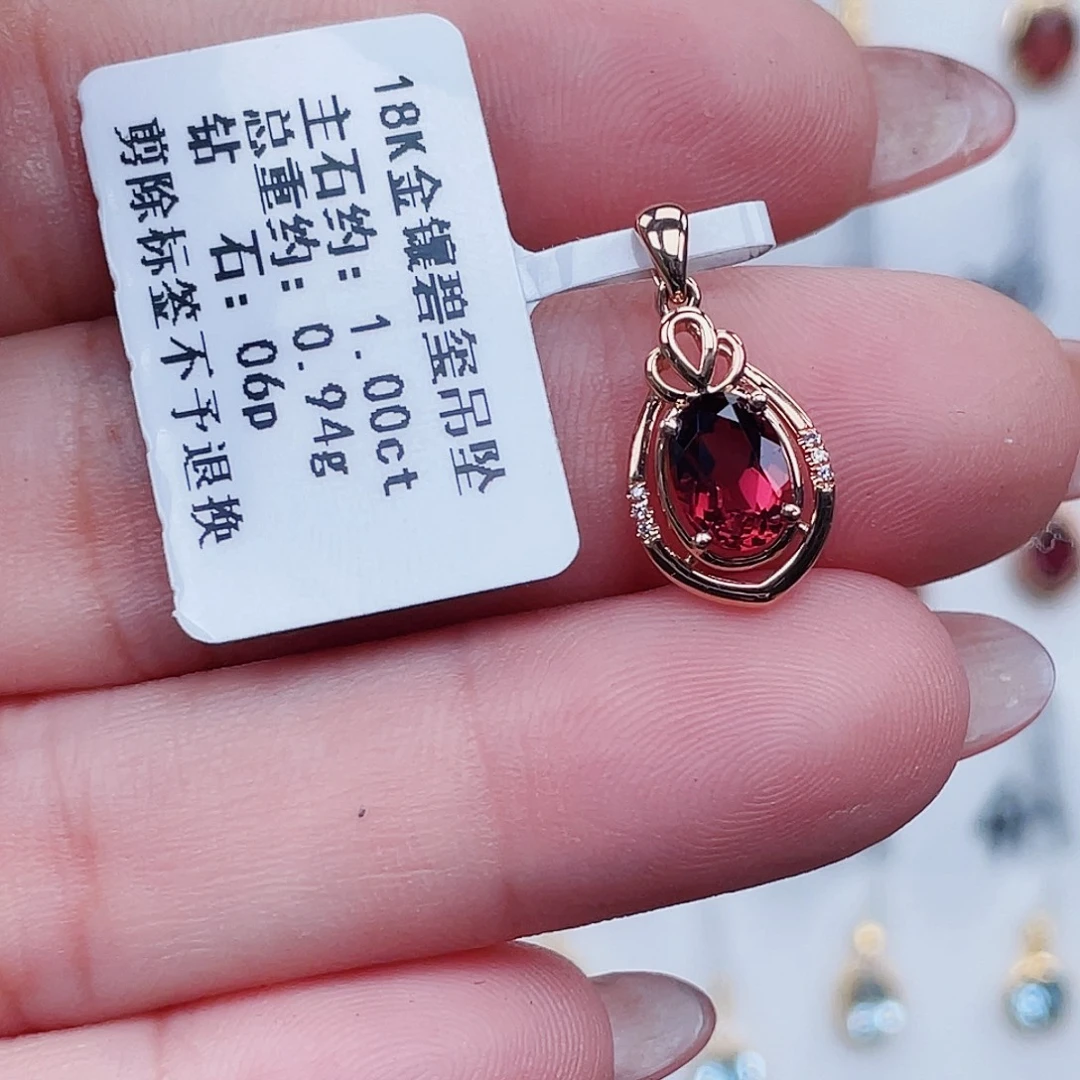 18K金镶碧玺吊坠
主石约: 1.00ct
总重约: 0.94g
钻 石: 06p
剪除标签不予退换